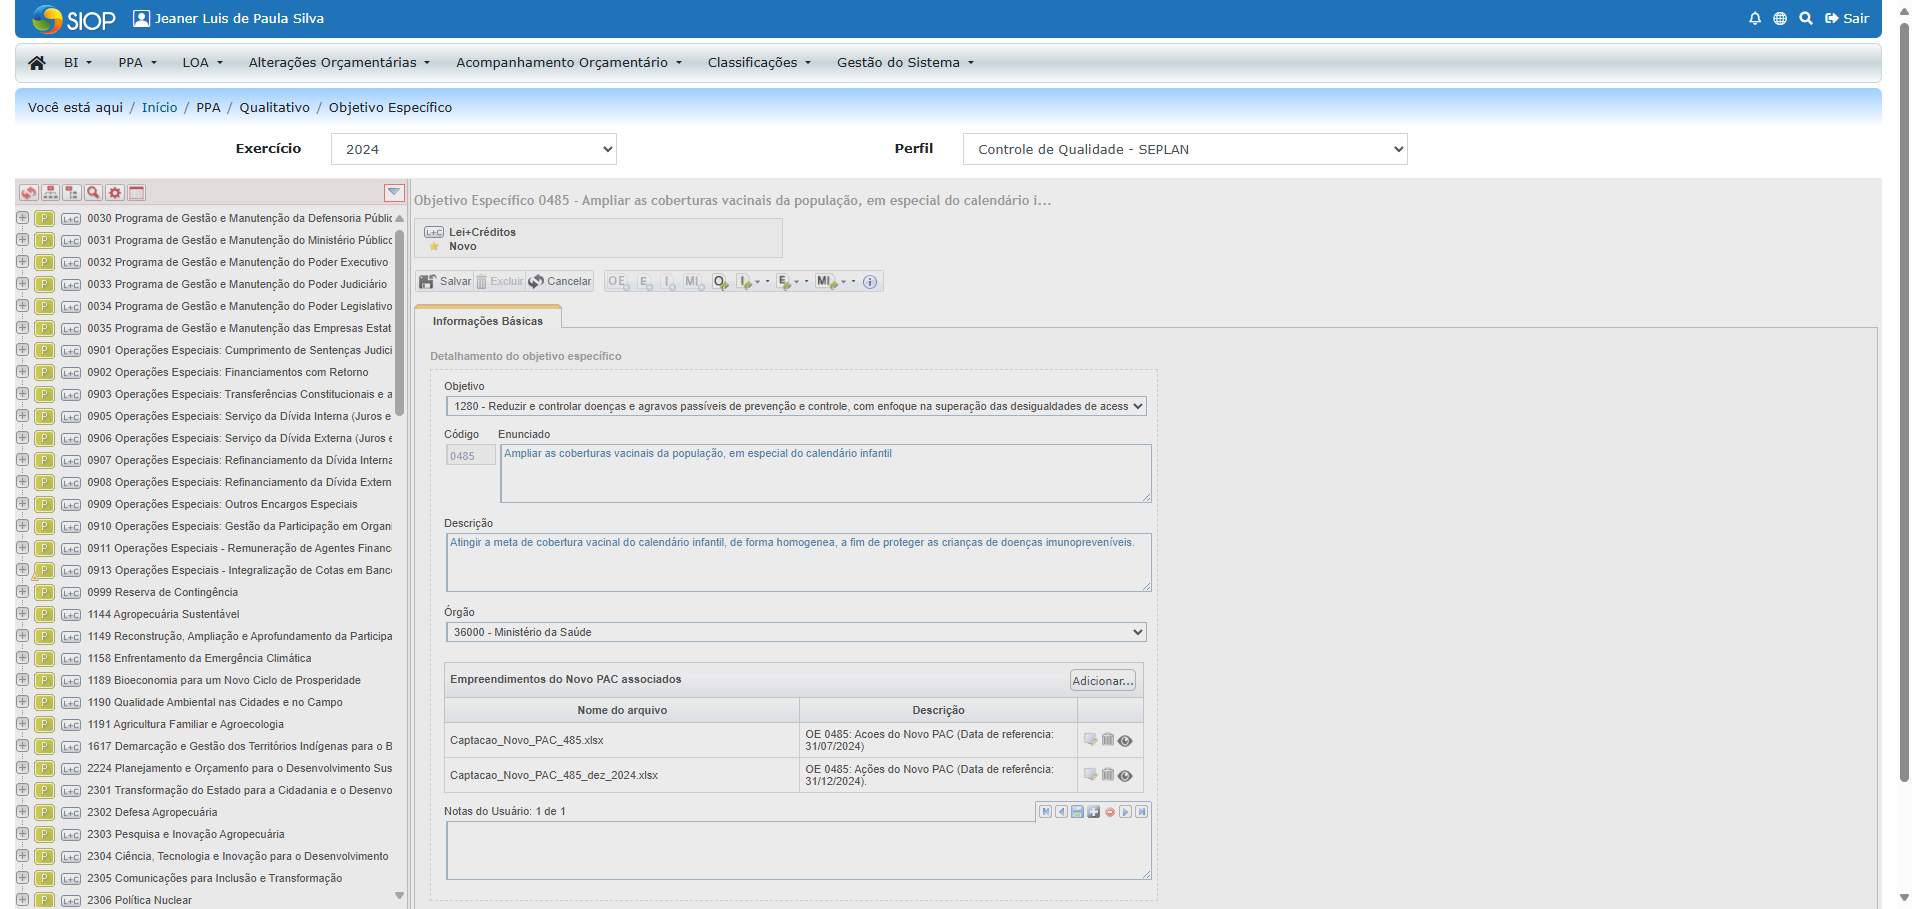 SIOP
Jeaner Luis de Paula Silva
Sair
BI
PPA
LOA
Alterações Orçamentárias
Acompanhamento Orçamentário
Classificações
Gestão do Sistema
Você está aqui / Início / PPA / Qualitativo / Objetivo Específico
Exercício
2024
Perfil
Controle de Qualidade - SEPLAN
P L+C 0030 Programa de Gestão e Manutenção da Defensoria Públic
P L+C 0031 Programa de Gestão e Manutenção do Ministério Público
P L+C 0032 Programa de Gestão e Manutenção do Poder Executivo
P L+C 0033 Programa de Gestão e Manutenção do Poder Judiciário
P L+C 0034 Programa de Gestão e Manutenção do Poder Legislativo
P L+C 0035 Programa de Gestão e Manutenção das Empresas Estat
P L+C 0901 Operações Especiais: Cumprimento de Sentenças Judici
P L+C 0902 Operações Especiais: Financiamentos com Retorno
P L+C 0903 Operações Especiais: Transferências Constitucionais e a
P L+C 0905 Operações Especiais: Serviço da Dívida Interna (Juros e
P L+C 0906 Operações Especiais: Serviço da Dívida Externa (Juros e
P L+C 0907 Operações Especiais: Refinanciamento da Dívida Interna
P L+C 0908 Operações Especiais: Refinanciamento da Dívida Extern
P L+C 0909 Operações Especiais: Outros Encargos Especiais
P L+C 0910 Operações Especiais: Gestão da Participação em Organi
P L+C 0911 Operações Especiais - Remuneração de Agentes Financ
P L+C 0913 Operações Especiais - Integralização de Cotas em Banc
P L+C 0999 Reserva de Contingência
P L+C 1144 Agropecuária Sustentável
P L+C 1149 Reconstrução, Ampliação e Aprofundamento da Participa
P L+C 1158 Enfrentamento da Emergência Climática
P L+C 1189 Bioeconomia para um Novo Ciclo de Prosperidade
P L+C 1190 Qualidade Ambiental nas Cidades e no Campo
P L+C 1191 Agricultura Familiar e Agroecologia
P L+C 1617 Demarcação e Gestão dos Territórios Indígenas para o B
P L+C 2224 Planejamento e Orçamento para o Desenvolvimento Sus
P L+C 2301 Transformação do Estado para a Cidadania e o Desenvo
P L+C 2302 Defesa Agropecuária
P L+C 2303 Pesquisa e Inovação Agropecuária
P L+C 2304 Ciência, Tecnologia e Inovação para o Desenvolvimento
P L+C 2305 Comunicações para Inclusão e Transformação
P L+C 2306 Política Nuclear
Objetivo Específico 0485 - Ampliar as coberturas vacinais da população, em especial do calendário i...
L+C Lei+Créditos
Novo
Salvar Excluir Cancelar OE E I MI O I E MI i
Informações Básicas
Detalhamento do objetivo específico
Objetivo
1280 - Reduzir e controlar doenças e agravos passíveis de prevenção e controle, com enfoque na superação das desigualdades de acess
Código Enunciado
0485 Ampliar as coberturas vacinais da população, em especial do calendário infantil
Descrição
Atingir a meta de cobertura vacinal do calendário infantil, de forma homogenea, a fim de proteger as crianças de doenças imunopreveníveis.
Órgão
36000 - Ministério da Saúde
Empreendimentos do Novo PAC associados
Adicionar...
Nome do arquivo Descrição
Captacao_Novo_PAC_485.xlsx OE 0485: Acoes do Novo PAC (Data de referencia:
31/07/2024)
Captacao_Novo_PAC_485_dez_2024.xlsx OE 0485: Ações do Novo PAC (Data de referência:
31/12/2024).
Notas do Usuário: 1 de 1